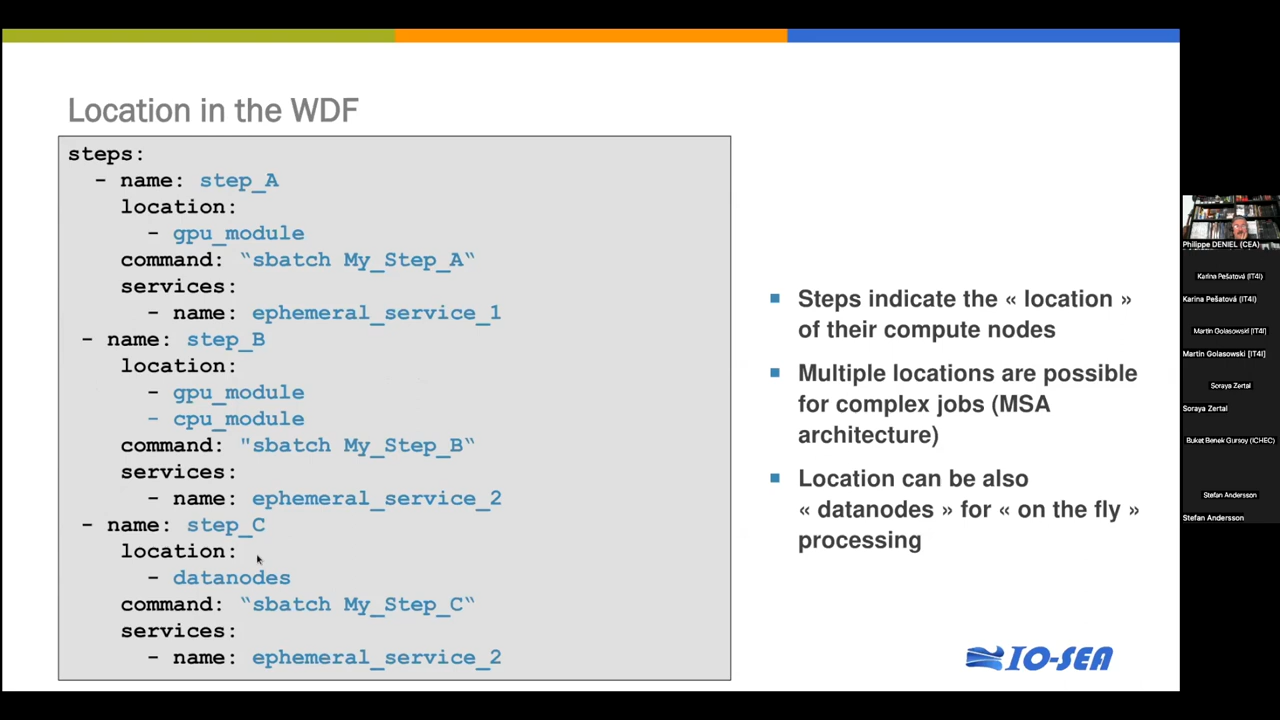 Location in the WDF
steps:
- name: step_A
location:
- gpu_module
command: “sbatch My_Step_A“
services:
- name: ephemeral_service_1
- name: step_B
location:
- gpu_module
- cpu_module
command: "sbatch My_Step_B“
services:
- name: ephemeral_service_2
- name: step_C
location:
- datanodes
command: “sbatch My_Step_C“
services:
- name: ephemeral_service_2
Steps indicate the « location »
of their compute nodes
Multiple locations are possible
for complex jobs (MSA
architecture)
Location can be also
« datanodes » for « on the fly »
processing
IO-SEA
Philippe DENIEL (CEA)
Karina Pešatová (IT4I)
Karina Pešatová (IT4I)
Martin Golasowski [IT4I]
Martin Golasowski [IT4I]
Soraya Zertal
Soraya Zertal
Buket Benek Gursoy (ICHEC)
Stefan Andersson
Stefan Andersson